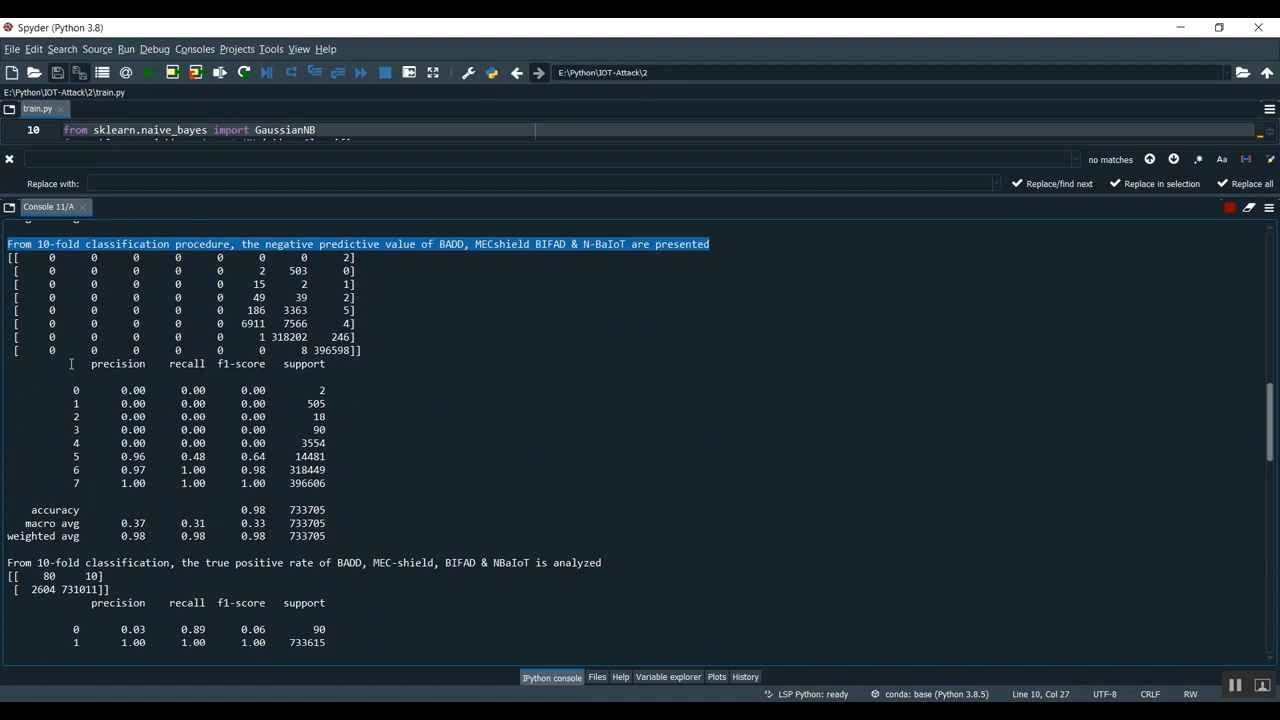 Spyder (Python 3.8)
File Edit Search Source Run Debug Consoles Projects Tools View Help
E:\Python\IOT-Attack\2
E:\Python\IOT-Attack\2\train.py
train.py
10 from sklearn.naive_bayes import GaussianNB
no matches
Replace with: Replace/find next Replace in selection Replace all
Console 11/A
From 10-fold classification procedure, the negative predictive value of BADD, MECshield BIFAD & N-BaIoT are presented
[[ 0 0 0 0 0 0 0 2]
[ 0 0 0 0 0 2 503 0]
[ 0 0 0 0 0 15 2 1]
[ 0 0 0 0 0 49 39 2]
[ 0 0 0 0 0 186 3363 5]
[ 0 0 0 0 0 6911 7566 4]
[ 0 0 0 0 0 1 318202 246]
[ 0 0 0 0 0 0 8 396598]]
precision recall f1-score support
0 0.00 0.00 0.00 2
1 0.00 0.00 0.00 505
2 0.00 0.00 0.00 18
3 0.00 0.00 0.00 90
4 0.00 0.00 0.00 3554
5 0.96 0.48 0.64 14481
6 0.97 1.00 0.98 318449
7 1.00 1.00 1.00 396606
accuracy 0.98 733705
macro avg 0.37 0.31 0.33 733705
weighted avg 0.98 0.98 0.98 733705
From 10-fold classification, the true positive rate of BADD, MEC-shield, BIFAD & NBaIoT is analyzed
[[ 80 10]
[ 2604 731011]]
precision recall f1-score support
0 0.03 0.89 0.06 90
1 1.00 1.00 1.00 733615
IPython console Files Help Variable explorer Plots History
LSP Python: ready conda: base (Python 3.8.5) Line 10, Col 27 UTF-8 CRLF RW